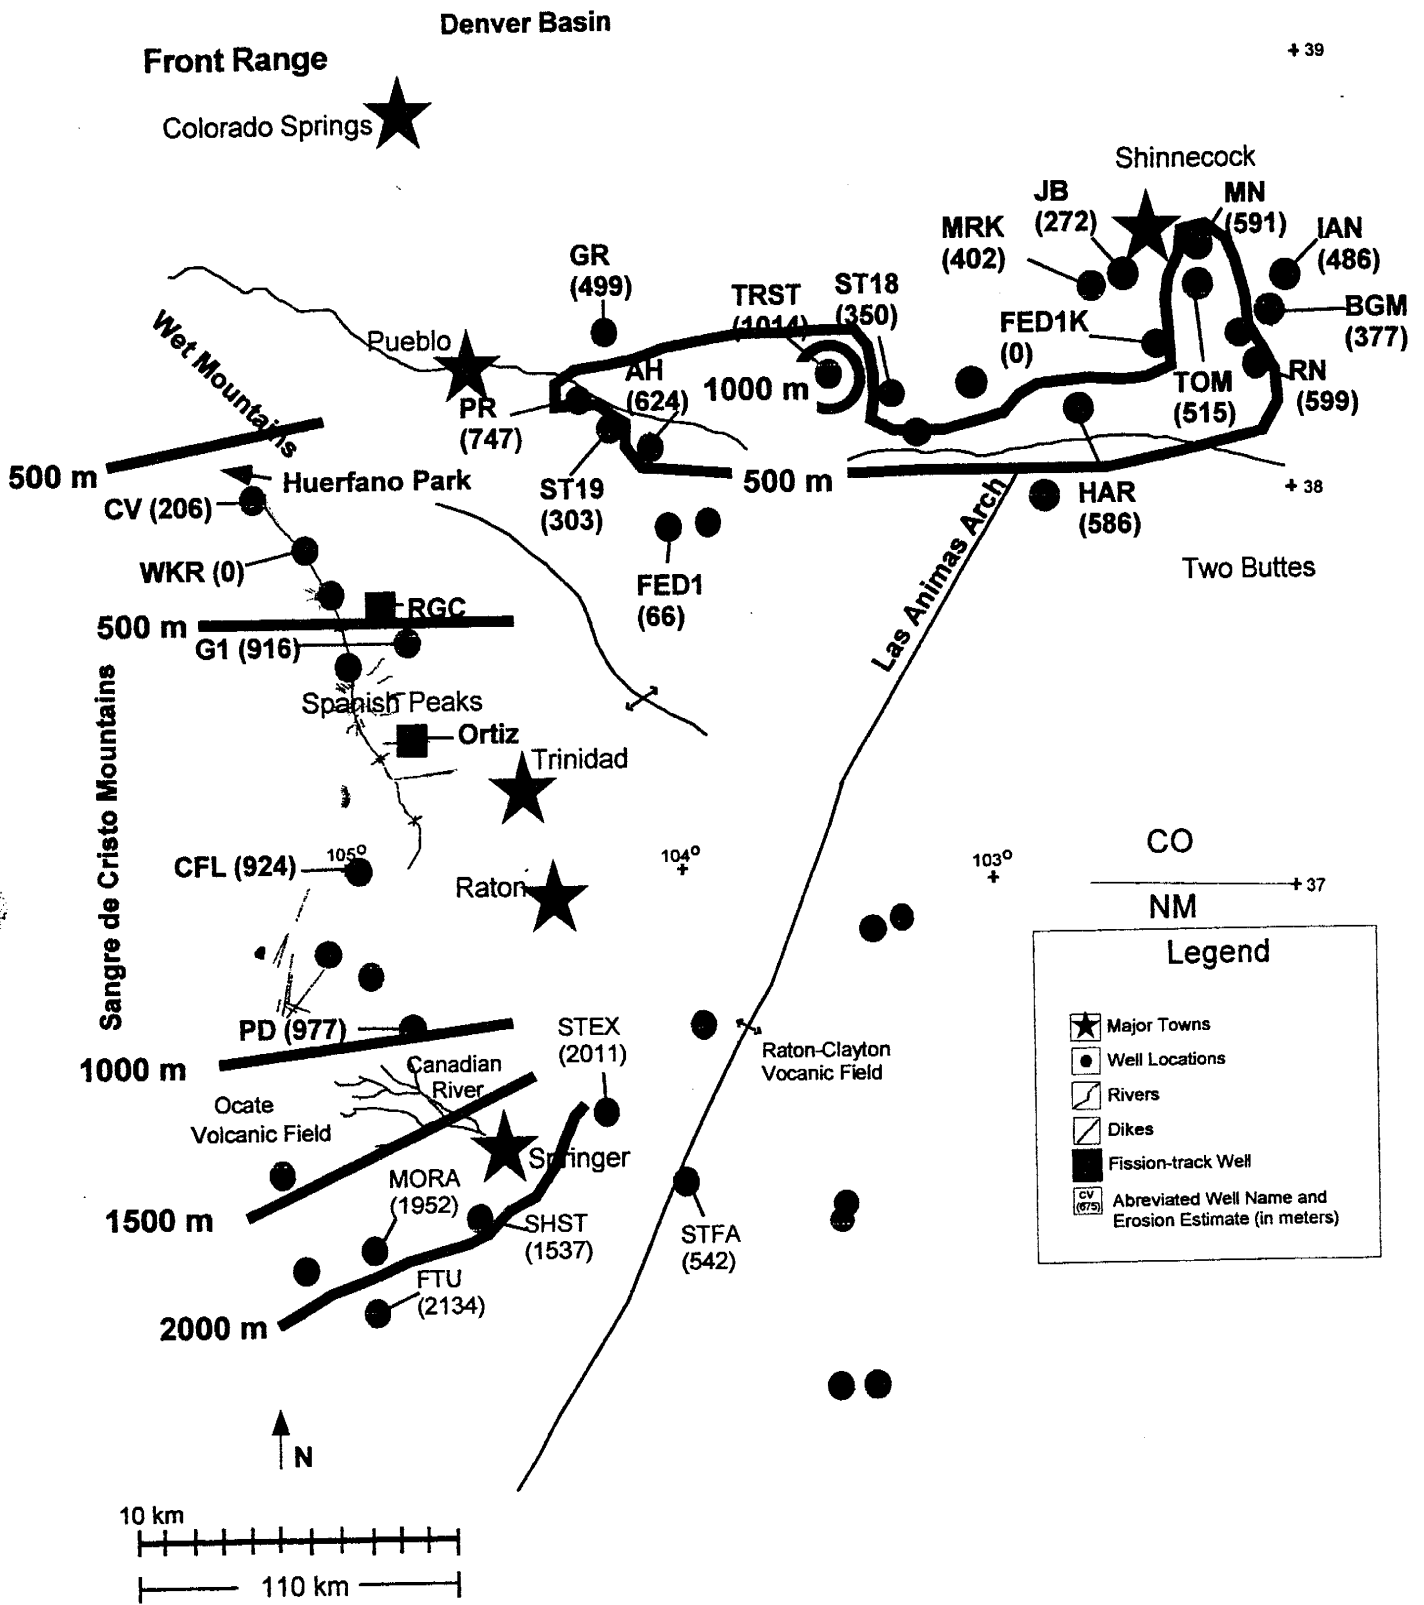 Denver Basin
Front Range
+ 39
Colorado Springs
Shinnecock
JB
(272)
MN
(591)
MRK
(402)
IAN
(486)
GR
(499)
TRST
(1014)
ST18
(350)
BGM
(377)
FED1K
(0)
Wet Mountains
Pueblo
AH
(624)
1000 m
TOM
(515)
RN
(599)
PR
(747)
500 m
Huerfano Park
500 m
+ 38
CV (206)
ST19
(303)
HAR
(586)
WKR (0)
FED1
(66)
Las Animas Arch
Two Buttes
RGC
500 m
G1 (916)
Sangre de Cristo Mountains
Spanish Peaks
Ortiz
Trinidad
CO
105º
104º
+
103º
+
CFL (924)
Raton
+ 37
NM
Legend
Major Towns
Well Locations
Rivers
Dikes
Fission-track Well
CV
(675)
Abreviated Well Name and
Erosion Estimate (in meters)
PD (977)
STEX
(2011)
Raton-Clayton
Vocanic Field
1000 m
Canadian
River
Ocate
Volcanic Field
Springer
MORA
(1952)
1500 m
SHST
(1537)
STFA
(542)
FTU
(2134)
2000 m
N
10 km
110 km